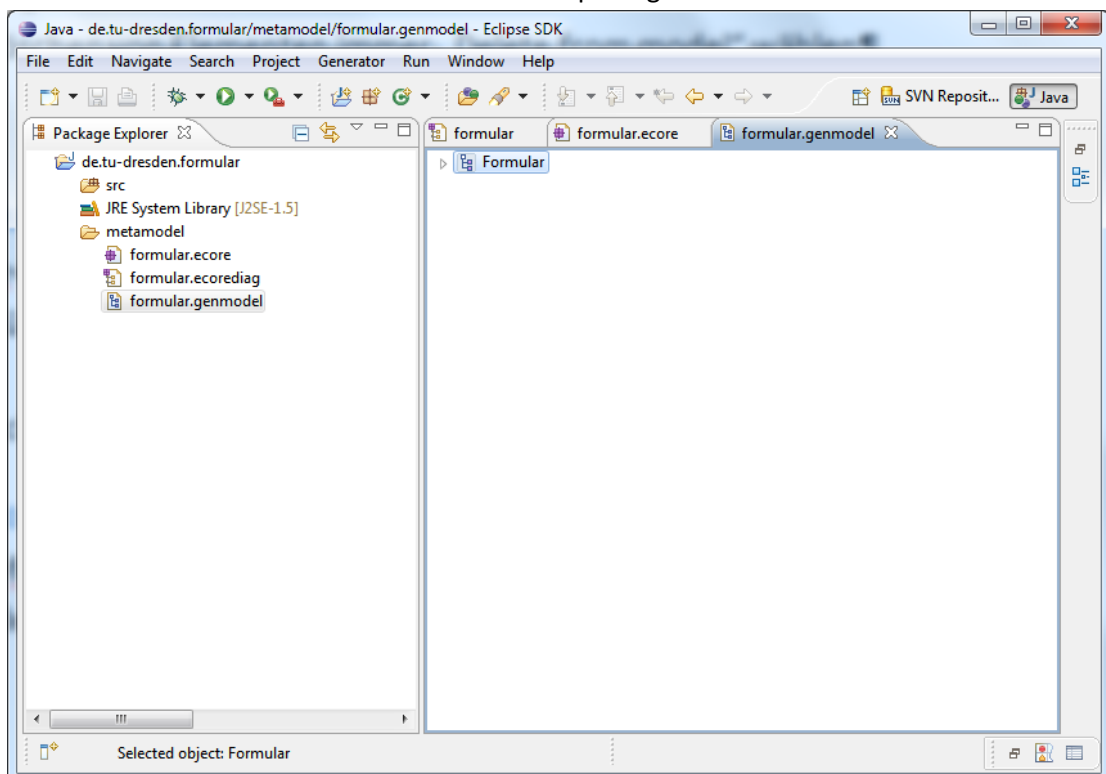 Java - de.tu-dresden.formular/metamodel/formular.genmodel - Eclipse SDK
File Edit Navigate Search Project Generator Run Window Help
SVN Reposit... Java
Package Explorer
formular formular.ecore formular.genmodel
de.tu-dresden.formular
Formular
src
JRE System Library [J2SE-1.5]
metamodel
formular.ecore
formular.ecorediag
formular.genmodel
Selected object: Formular